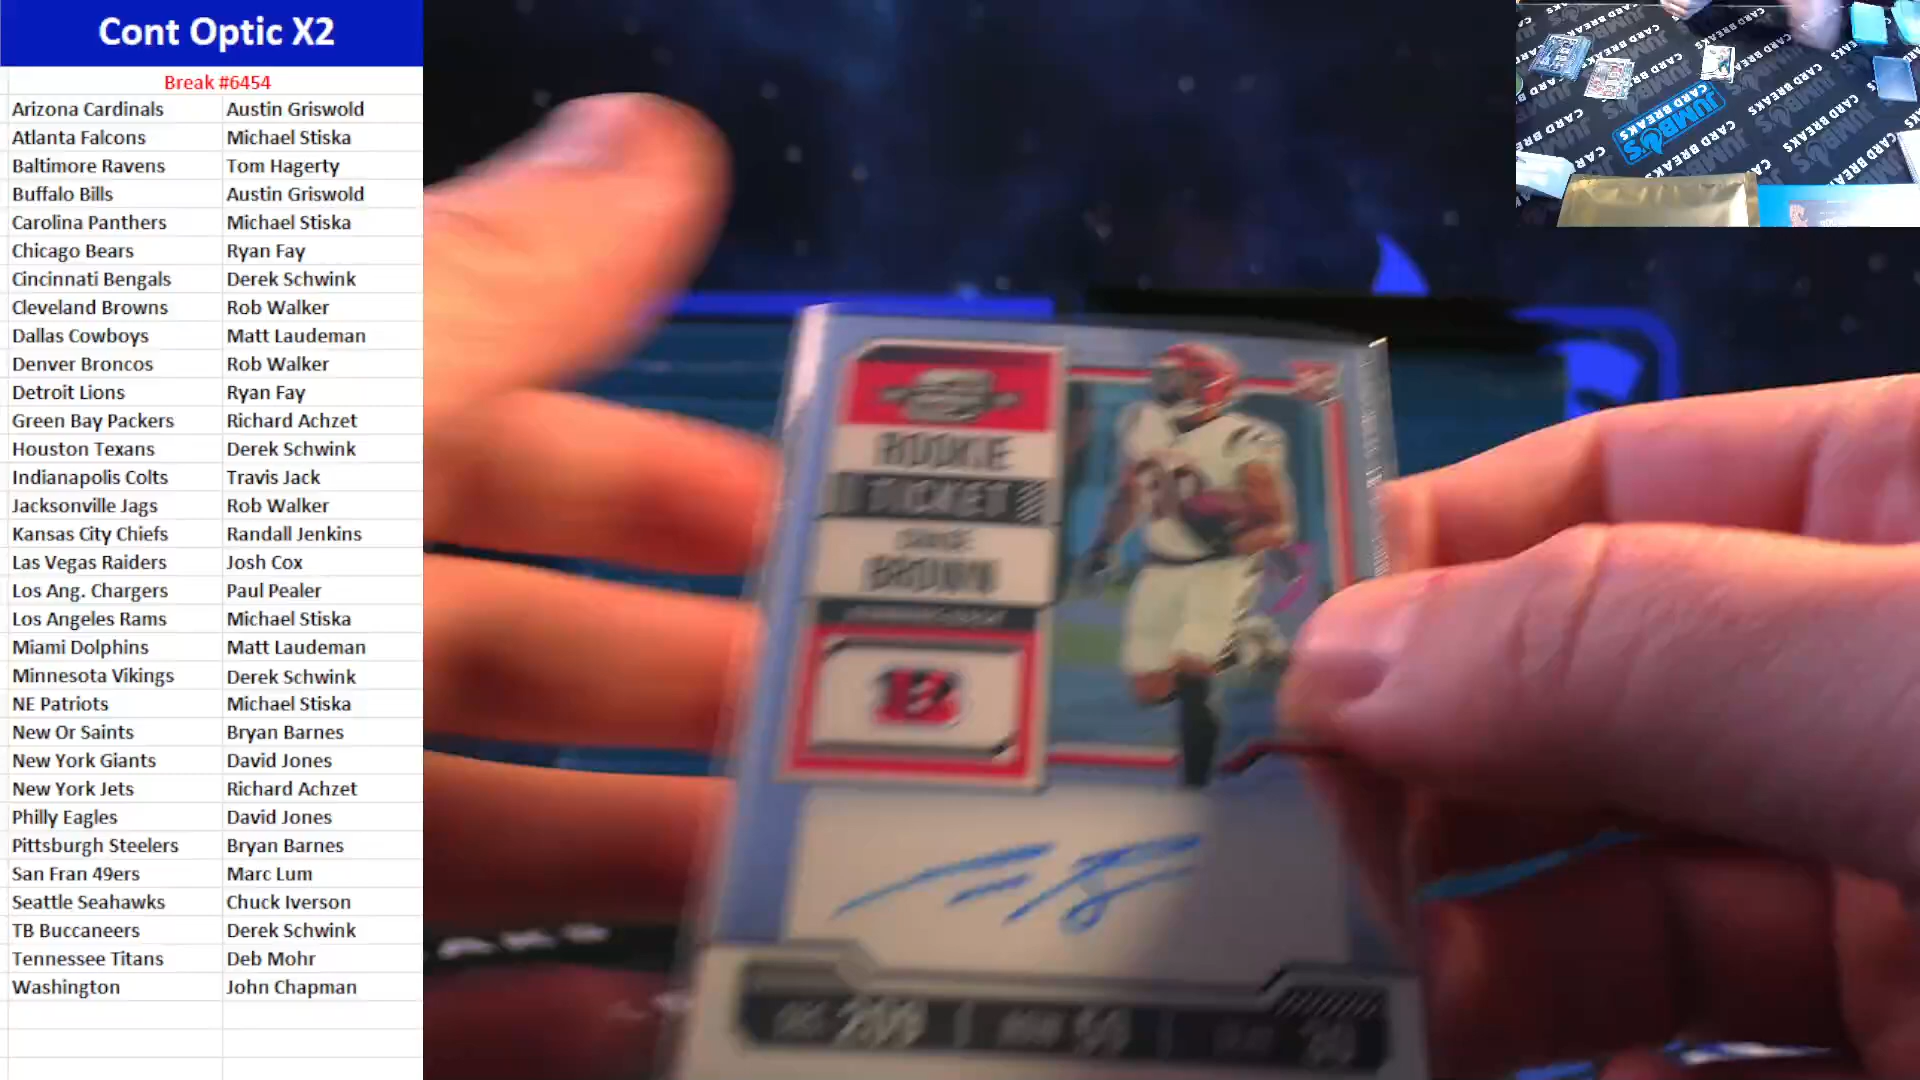 Cont Optic X2
Break #6454
Arizona Cardinals Austin Griswold
Atlanta Falcons Michael Stiska
Baltimore Ravens Tom Hagerty
Buffalo Bills Austin Griswold
Carolina Panthers Michael Stiska
Chicago Bears Ryan Fay
Cincinnati Bengals Derek Schwink
Cleveland Browns Rob Walker
Dallas Cowboys Matt Laudeman
Denver Broncos Rob Walker
Detroit Lions Ryan Fay
Green Bay Packers Richard Achzet
Houston Texans Derek Schwink
Indianapolis Colts Travis Jack
Jacksonville Jags Rob Walker
Kansas City Chiefs Randall Jenkins
Las Vegas Raiders Josh Cox
Los Ang. Chargers Paul Pealer
Los Angeles Rams Michael Stiska
Miami Dolphins Matt Laudeman
Minnesota Vikings Derek Schwink
NE Patriots Michael Stiska
New Or Saints Bryan Barnes
New York Giants David Jones
New York Jets Richard Achzet
Philly Eagles David Jones
Pittsburgh Steelers Bryan Barnes
San Fran 49ers Marc Lum
Seattle Seahawks Chuck Iverson
TB Buccaneers Derek Schwink
Tennessee Titans Deb Mohr
Washington John Chapman
ROOKIE
TICKET
BROWN
B
209
JUMBO'S
CARD BREAKS